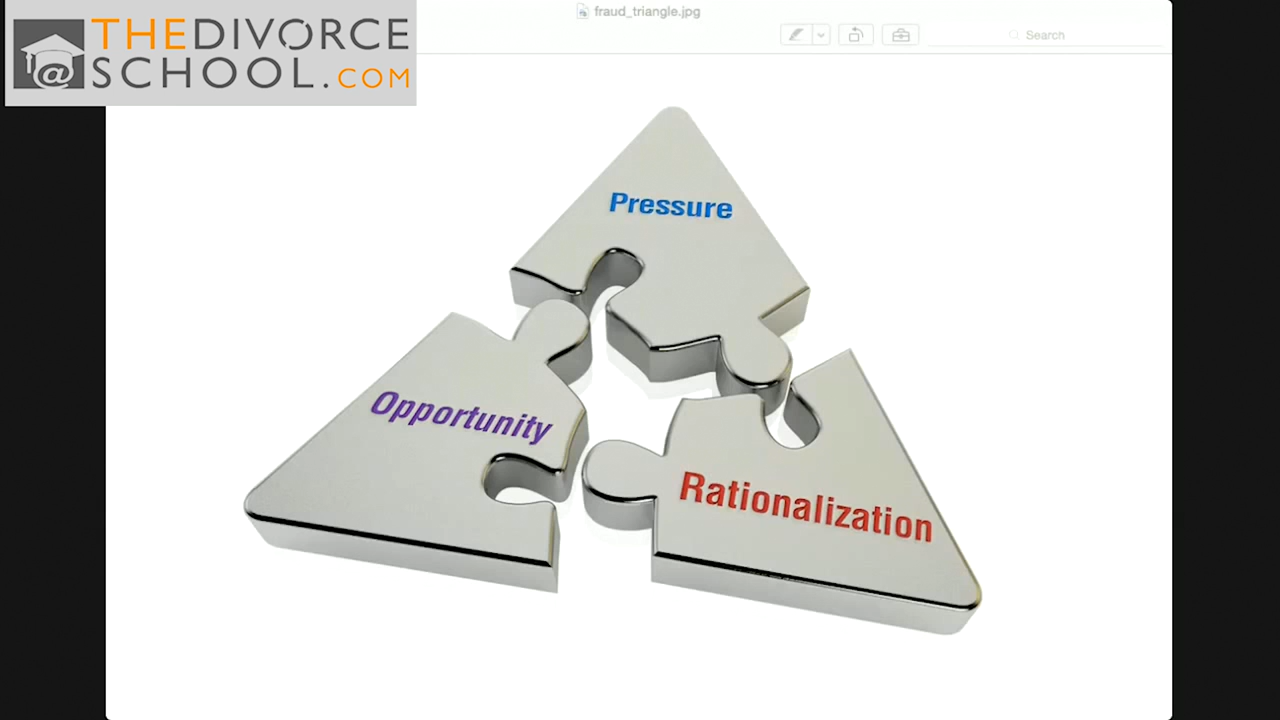 THEDIVORCE
SCHOOL.COM
@
fraud_triangle.jpg
Search
Pressure
Opportunity
Rationalization